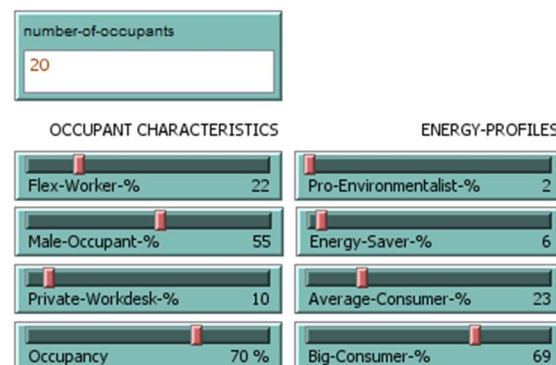 number-of-occupants
20
OCCUPANT CHARACTERISTICS
ENERGY-PROFILES
Flex-Worker-% 22
Pro-Environmentalist-% 2
Male-Occupant-% 55
Energy-Saver-% 6
Private-Workdesk-% 10
Average-Consumer-% 23
Occupancy 70 %
Big-Consumer-% 69